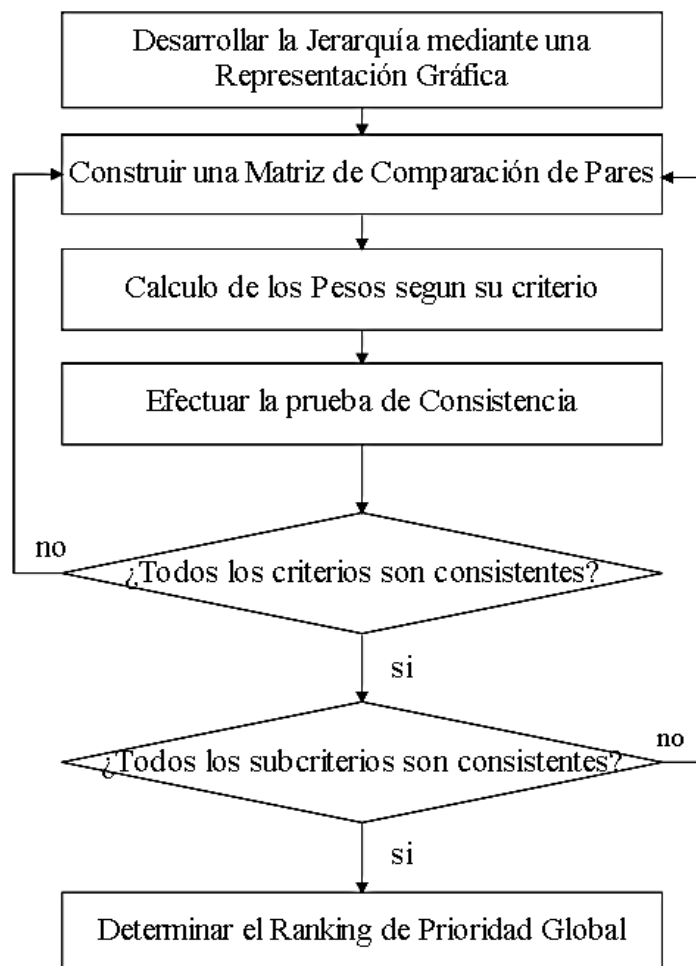 Desarrollar la Jerarquía mediante una
Representación Gráfica
Construir una Matriz de Comparación de Pares
Calculo de los Pesos segun su criterio
Efectuar la prueba de Consistencia
no
¿Todos los criterios son consistentes?
si
¿Todos los subcriterios son consistentes?
no
si
Determinar el Ranking de Prioridad Global